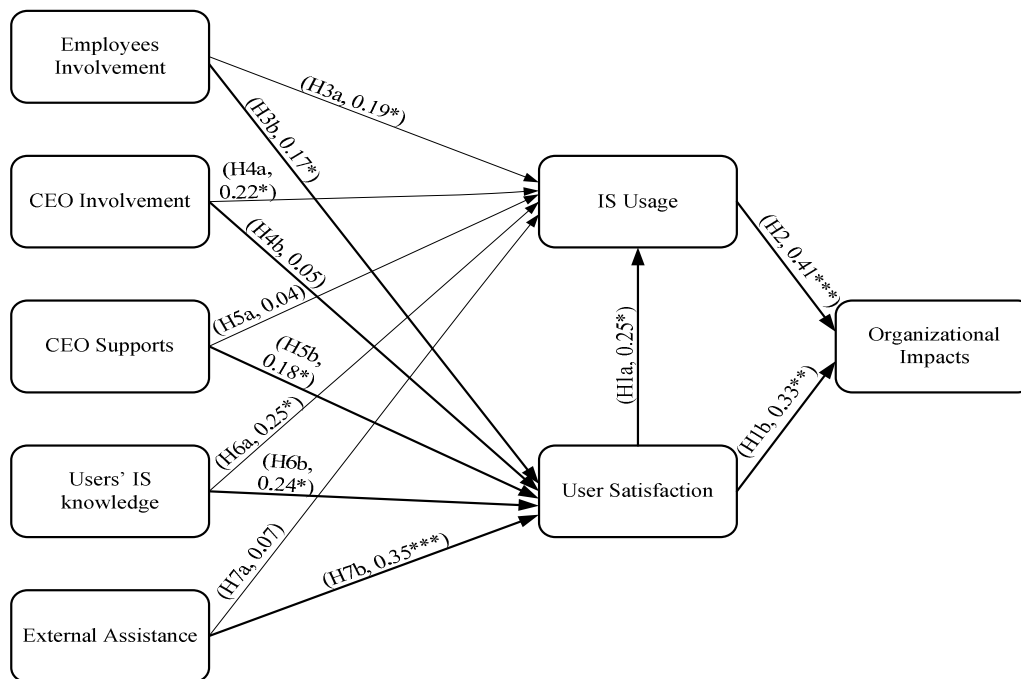 Employees
Involvement
(H3a, 0.19*)
(H3b, 0.17*)
CEO Involvement
(H4a,
0.22*)
(H4b, 0.05)
IS Usage
(H2, 0.41***)
CEO Supports
(H5a, 0.04)
(H5b,
0.18*)
(H1a, 0.25*)
Organizational
Impacts
(H1b, 0.33**)
Users’ IS
knowledge
(H6a, 0.25*)
(H6b,
0.24*)
User Satisfaction
External Assistance
(H7a, 0.07)
(H7b, 0.35***)